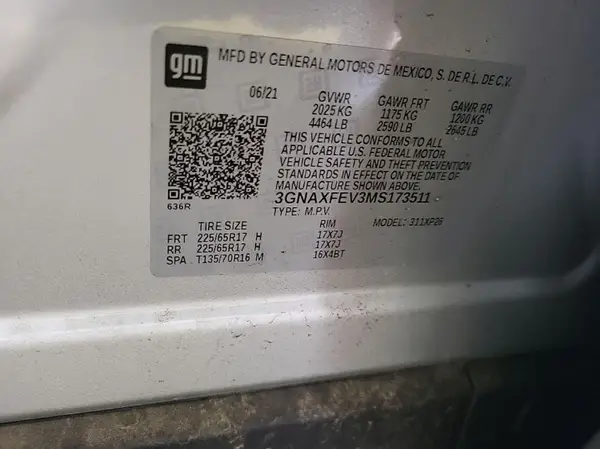 gm
MFD BY GENERAL MOTORS DE MEXICO, S. DE R.L. DE C.V.
06/21 GVWR GAWR FRT GAWR RR
2025 KG 1175 KG 1200 KG
4464 LB 2590 LB 2645 LB
THIS VEHICLE CONFORMS TO ALL
APPLICABLE U.S. FEDERAL MOTOR
VEHICLE SAFETY AND THEFT PREVENTION
STANDARDS IN EFFECT ON THE DATE OF
MANUFACTURE SHOWN ABOVE.
3GNAXFEV3MS173511
636R
TYPE: M.P.V. MODEL: 311XP26
TIRE SIZE RIM
FRT 225/65R17 H 17X7J
RR 225/65R17 H 17X7J
SPA T135/70R16 M 16X4BT